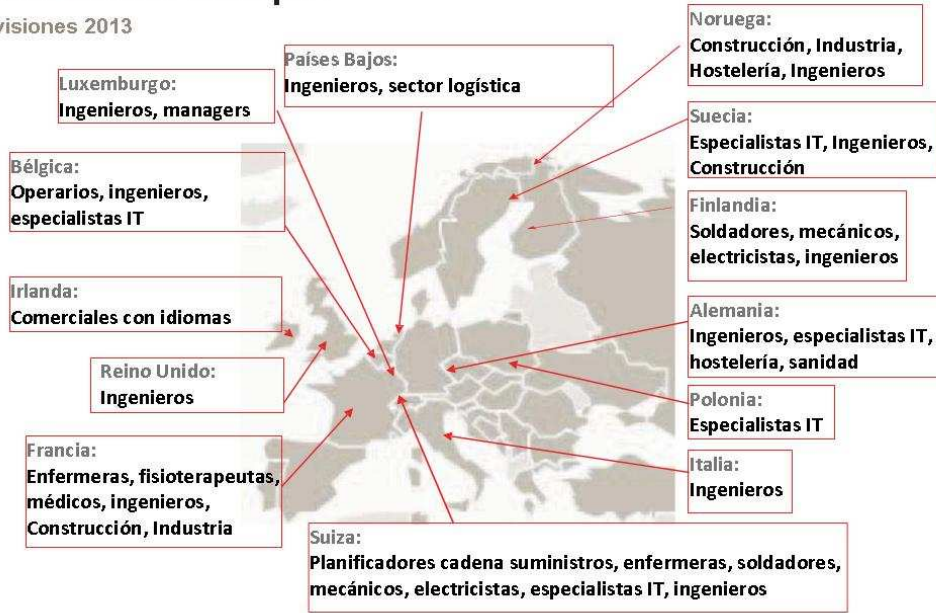 visiones 2013
Países Bajos:
Ingenieros, sector logística
Noruega:
Construcción, Industria,
Hostelería, Ingenieros
Luxemburgo:
Ingenieros, managers
Suecia:
Especialistas IT, Ingenieros,
Construcción
Bélgica:
Operarios, ingenieros,
especialistas IT
Finlandia:
Soldadores, mecánicos,
electricistas, ingenieros
Irlanda:
Comerciales con idiomas
Alemania:
Ingenieros, especialistas IT,
hostelería, sanidad
Reino Unido:
Ingenieros
Polonia:
Especialistas IT
Francia:
Enfermeras, fisioterapeutas,
médicos, ingenieros,
Construcción, Industria
Italia:
Ingenieros
Suiza:
Planificadores cadena suministros, enfermeras, soldadores,
mecánicos, electricistas, especialistas IT, ingenieros